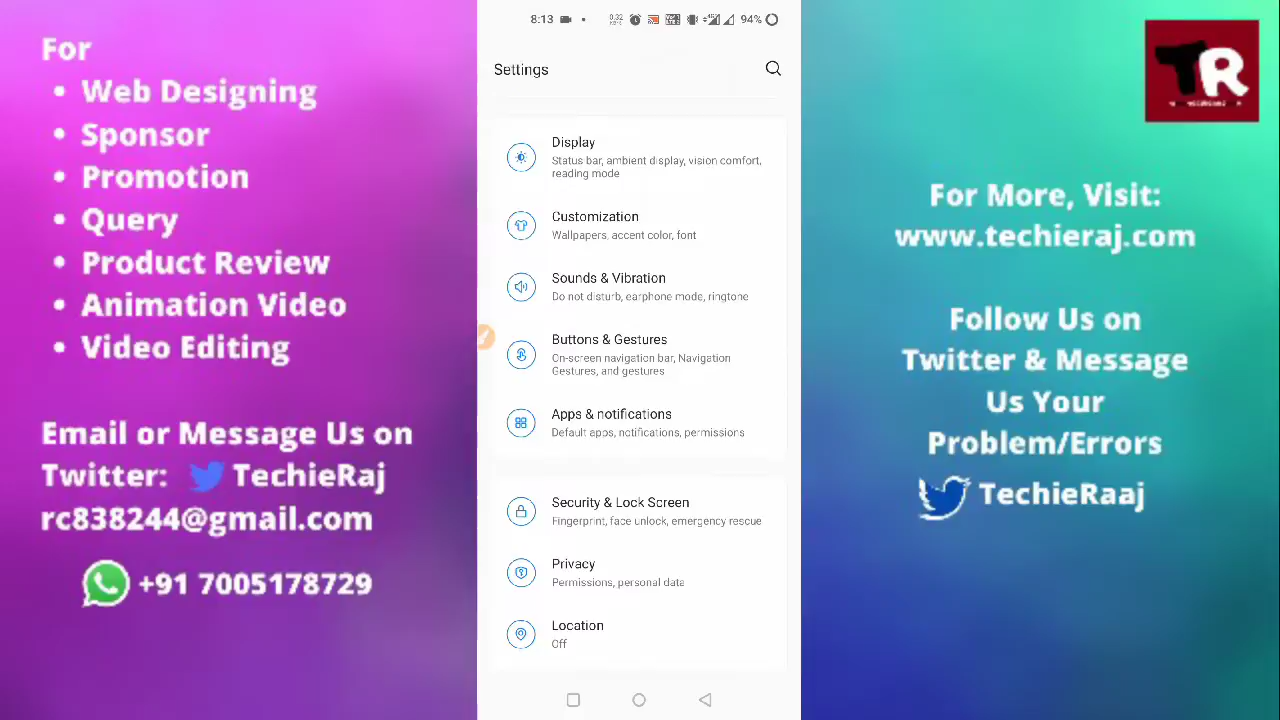 For
• Web Designing
• Sponsor
• Promotion
• Query
• Product Review
• Animation Video
• Video Editing
Email or Message Us on
Twitter: TechieRaj
rc838244@gmail.com
+91 7005178729
8:13
0.32
94%
Settings
Display
Status bar, ambient display, vision comfort,
reading mode
Customization
Wallpapers, accent color, font
Sounds & Vibration
Do not disturb, earphone mode, ringtone
Buttons & Gestures
On-screen navigation bar, Navigation
Gestures, and gestures
Apps & notifications
Default apps, notifications, permissions
Security & Lock Screen
Fingerprint, face unlock, emergency rescue
Privacy
Permissions, personal data
Location
Off
TR
For More, Visit:
www.techieraj.com
Follow Us on
Twitter & Message
Us Your
Problem/Errors
TechieRaaj